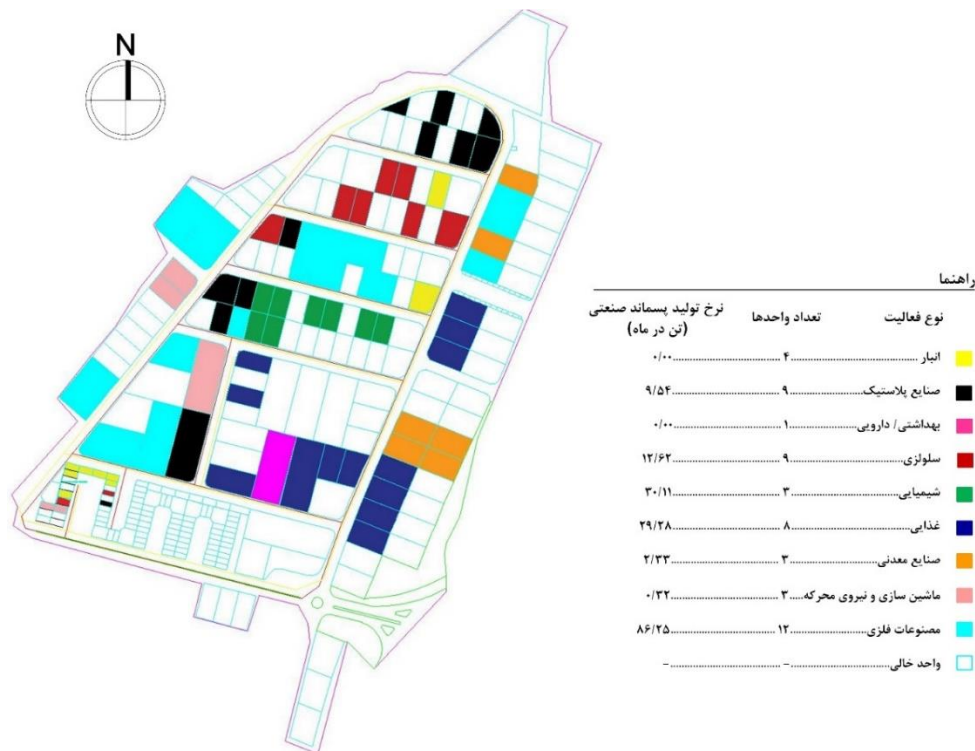 N
راهنما
نوع فعالیت تعداد واحدها نرخ تولید پسماند صنعتی
(تن در ماه)
انبار ........ ۴ ........ ۰/۰۰
صنایع پلاستیک ........ ۹ ........ ۹/۵۴
بهداشتی/ دارویی ........ ۱ ........ ۰/۰۰
سلولزی ........ ۹ ........ ۱۲/۶۲
شیمیایی ........ ۳ ........ ۳۰/۱۱
غذایی ........ ۸ ........ ۲۹/۲۸
صنایع معدنی ........ ۳ ........ ۲/۳۳
ماشین سازی و نیروی محرکه ........ ۳ ........ ۰/۳۲
مصنوعات فلزی ........ ۱۲ ........ ۸۶/۲۵
واحد خالی ........ - ........ -